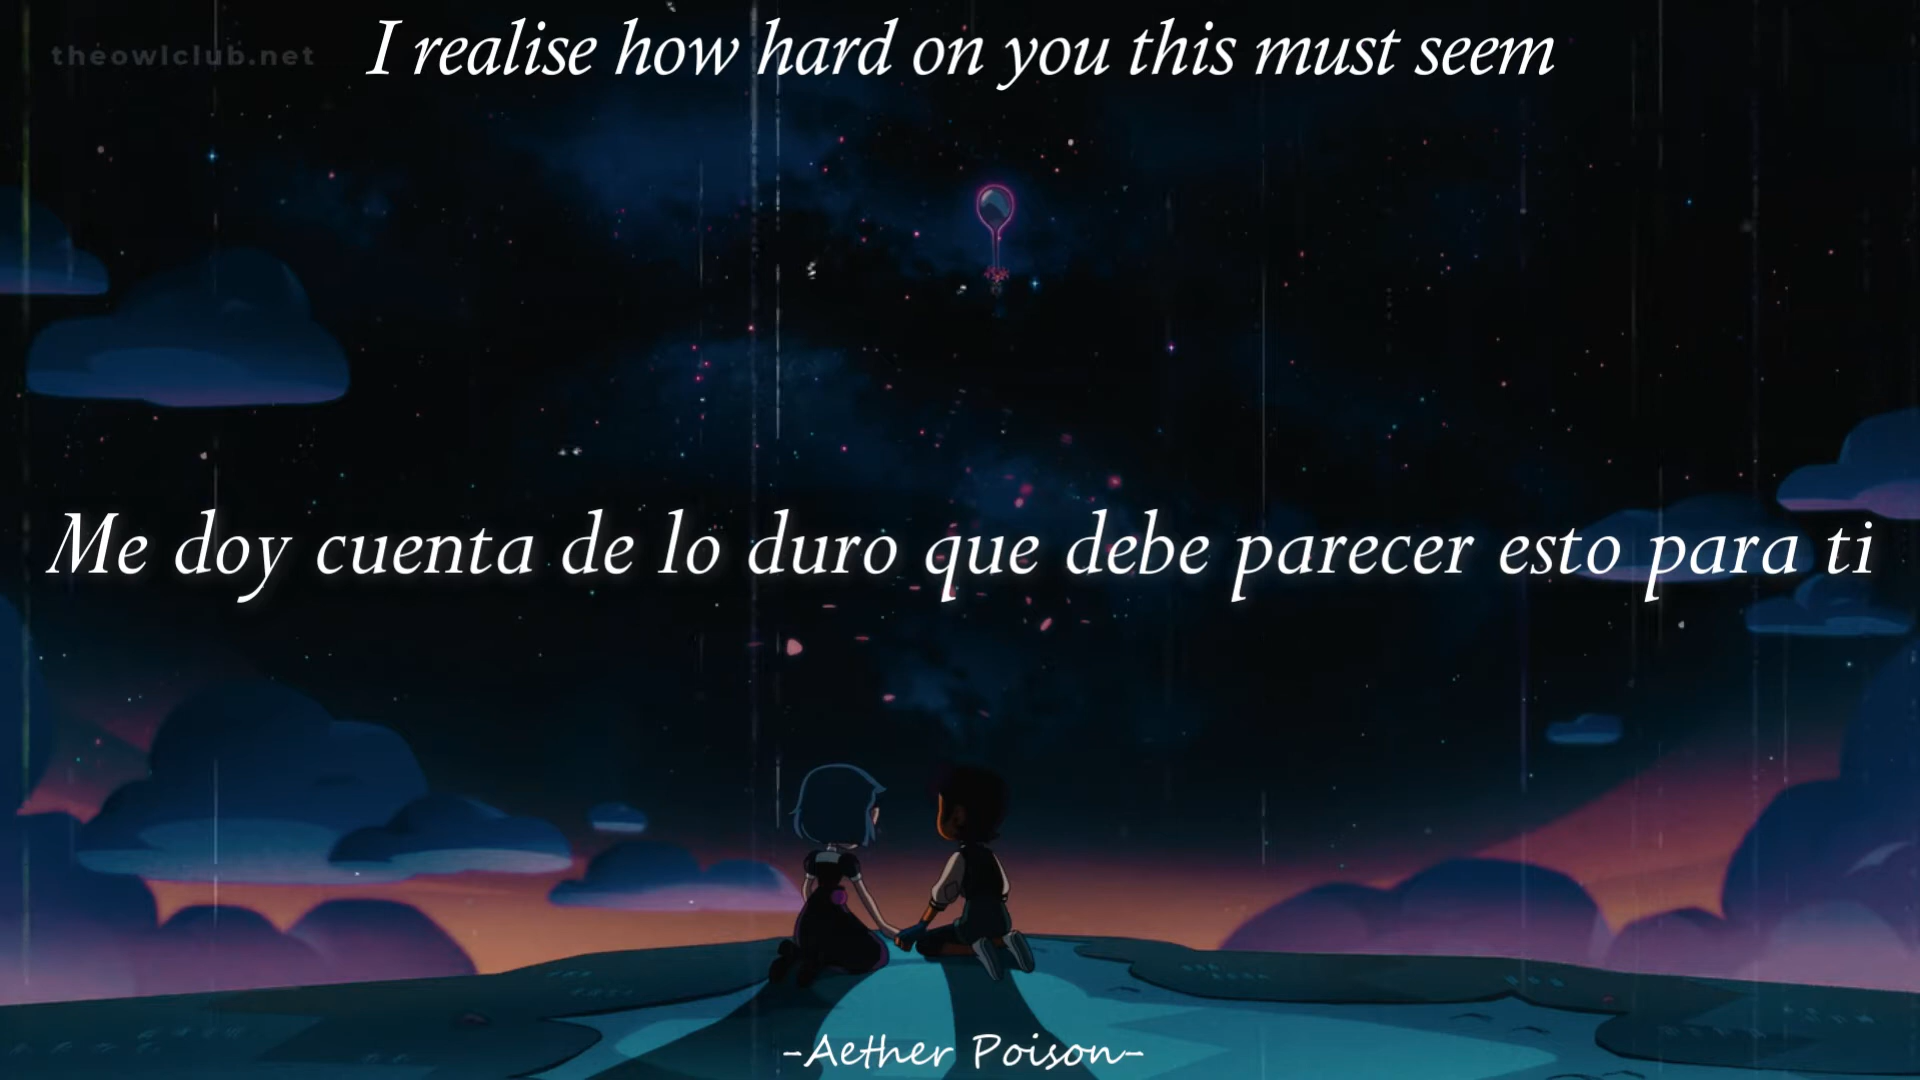 theowlclub.net
I realise how hard on you this must seem
Me doy cuenta de lo duro que debe parecer esto para ti
-Aether Poison-